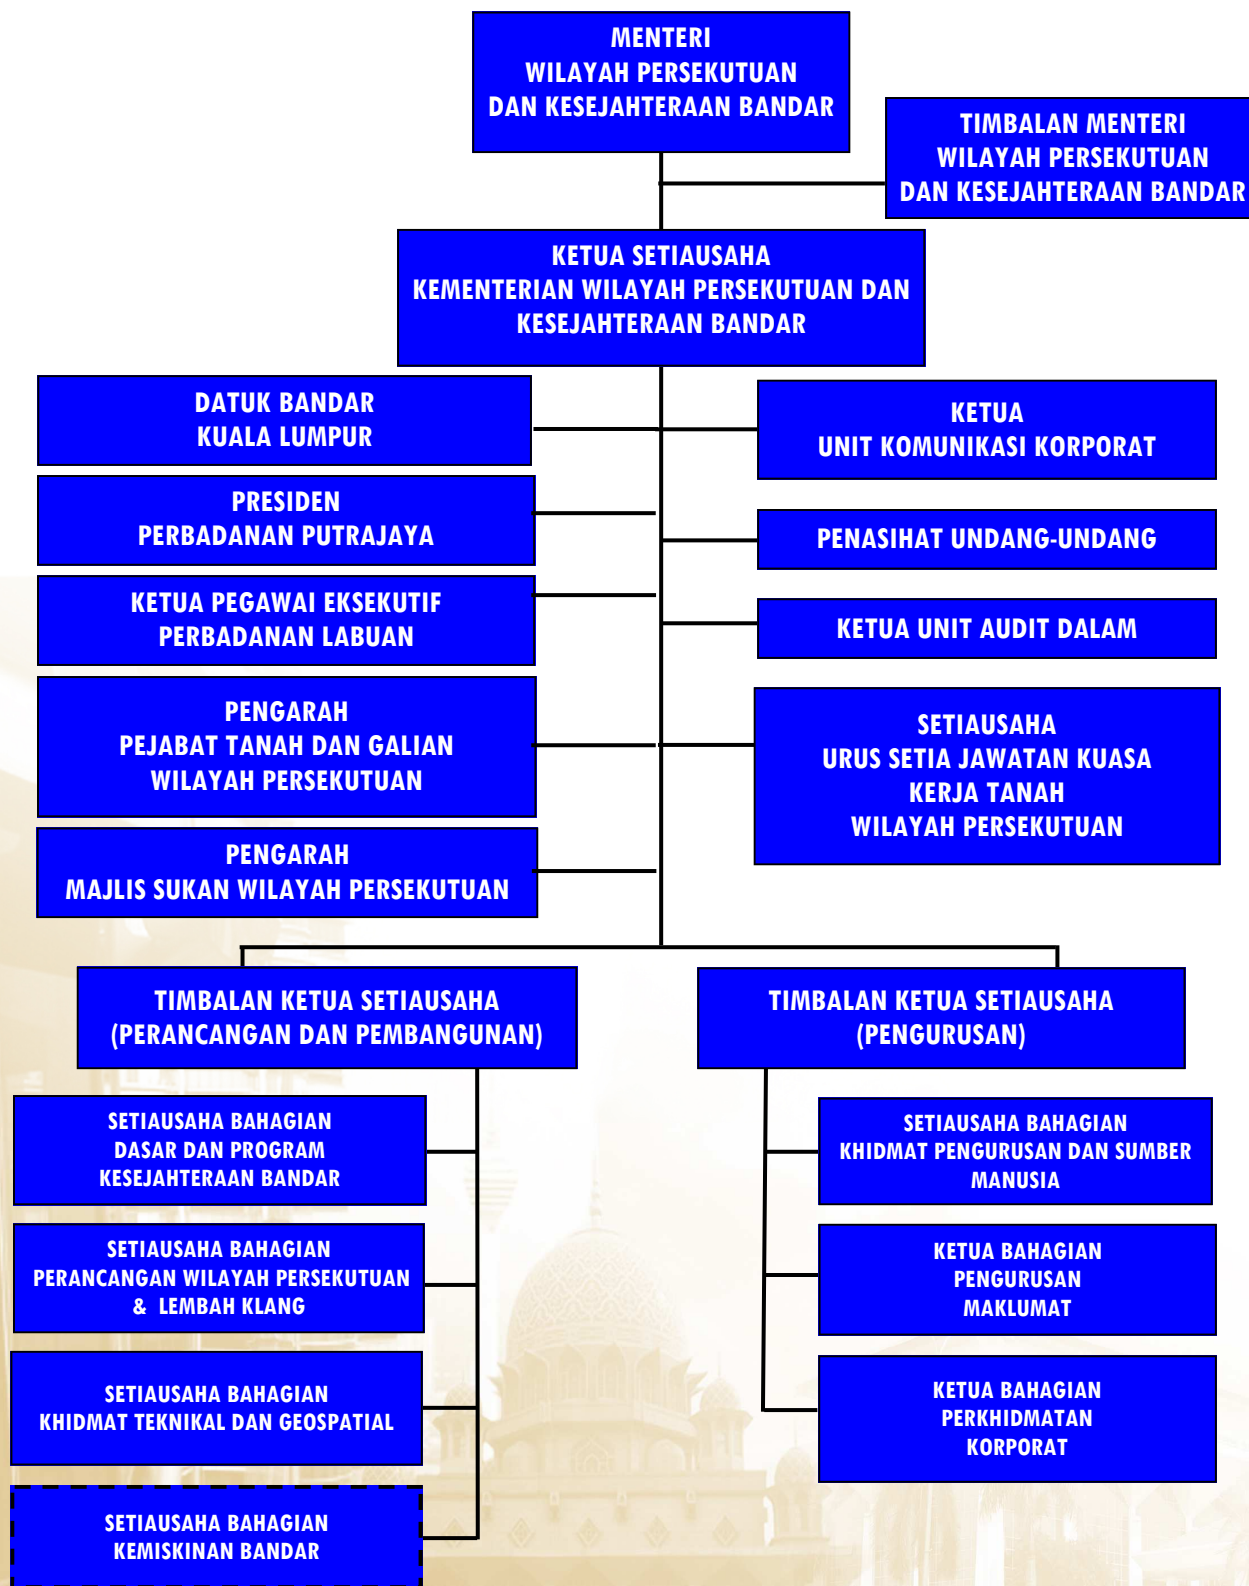 MENTERI
WILAYAH PERSEKUTUAN
DAN KESEJAHTERAAN BANDAR
TIMBALAN MENTERI
WILAYAH PERSEKUTUAN
DAN KESEJAHTERAAN BANDAR
KETUA SETIAUSAHA
KEMENTERIAN WILAYAH PERSEKUTUAN DAN
KESEJAHTERAAN BANDAR
DATUK BANDAR
KUALA LUMPUR
PRESIDEN
PERBADANAN PUTRAJAYA
KETUA PEGAWAI EKSEKUTIF
PERBADANAN LABUAN
PENGARAH
PEJABAT TANAH DAN GALIAN
WILAYAH PERSEKUTUAN
PENGARAH
MAJLIS SUKAN WILAYAH PERSEKUTUAN
KETUA
UNIT KOMUNIKASI KORPORAT
PENASIHAT UNDANG-UNDANG
KETUA UNIT AUDIT DALAM
SETIAUSAHA
URUS SETIA JAWATAN KUASA
KERJA TANAH
WILAYAH PERSEKUTUAN
TIMBALAN KETUA SETIAUSAHA
(PERANCANGAN DAN PEMBANGUNAN)
SETIAUSAHA BAHAGIAN
DASAR DAN PROGRAM
KESEJAHTERAAN BANDAR
SETIAUSAHA BAHAGIAN
PERANCANGAN WILAYAH PERSEKUTUAN
& LEMBAH KLANG
SETIAUSAHA BAHAGIAN
KHIDMAT TEKNIKAL DAN GEOSPATIAL
SETIAUSAHA BAHAGIAN
KEMISKINAN BANDAR
TIMBALAN KETUA SETIAUSAHA
(PENGURUSAN)
SETIAUSAHA BAHAGIAN
KHIDMAT PENGURUSAN DAN SUMBER
MANUSIA
KETUA BAHAGIAN
PENGURUSAN
MAKLUMAT
KETUA BAHAGIAN
PERKHIDMATAN
KORPORAT